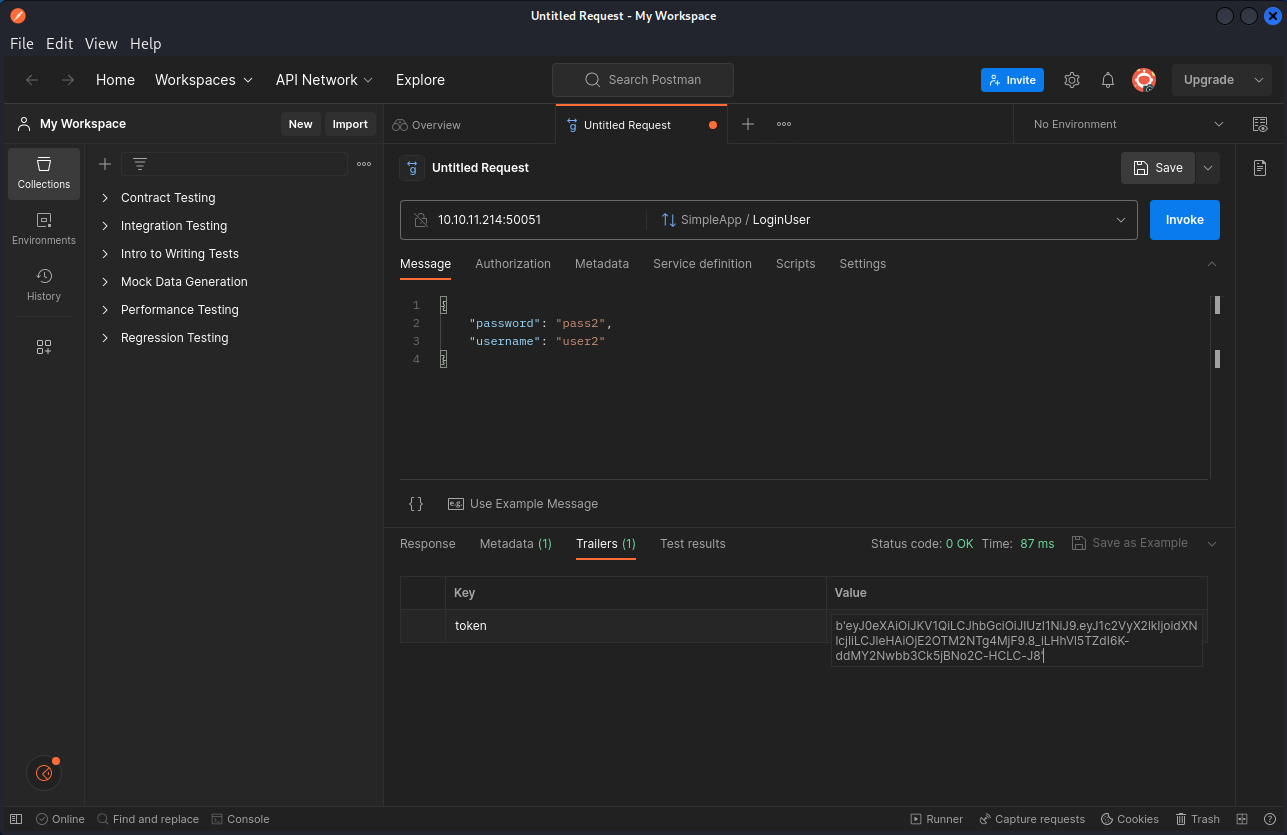 Untitled Request - My Workspace
File Edit View Help
Home Workspaces API Network Explore Search Postman Invite Upgrade
My Workspace New Import Overview Untitled Request No Environment
Collections
Environments
History
Contract Testing
Integration Testing
Intro to Writing Tests
Mock Data Generation
Performance Testing
Regression Testing
Untitled Request Save
10.10.11.214:50051 SimpleApp / LoginUser Invoke
Message Authorization Metadata Service definition Scripts Settings
1 {
2 "password": "pass2",
3 "username": "user2"
4 }
{} e.g. Use Example Message
Response Metadata (1) Trailers (1) Test results Status code: 0 OK Time: 87 ms Save as Example
Key Value
token b'eyJ0eXAiOiJKV1QiLCJhbGciOiJIUzI1NiJ9.eyJ1c2VyX2lkIjoidXN
lcjIiLCJleHAiOjE2OTM2NTg4MjF9.8_iLHhVl5TZdI6K-
ddMY2Nwbb3Ck5jBNo2C-HCLC-J8'
Online Find and replace Console Runner Capture requests Cookies Trash